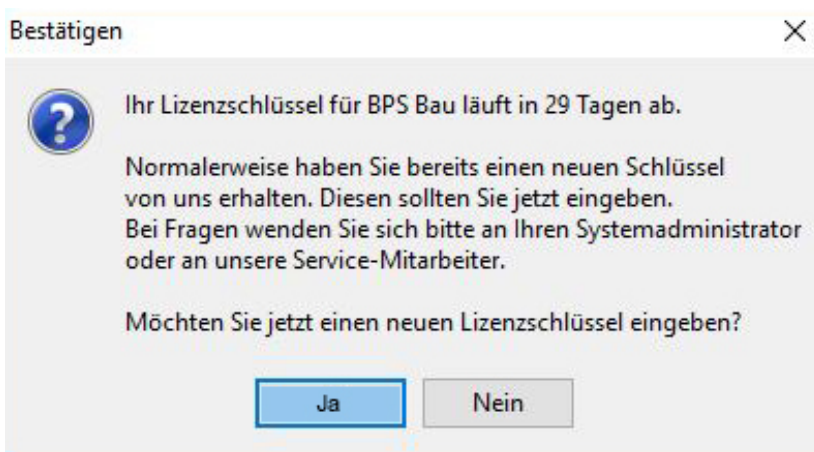 Bestätigen
Ihr Lizenzschlüssel für BPS Bau läuft in 29 Tagen ab.
Normalerweise haben Sie bereits einen neuen Schlüssel
von uns erhalten. Diesen sollten Sie jetzt eingeben.
Bei Fragen wenden Sie sich bitte an Ihren Systemadministrator
oder an unsere Service-Mitarbeiter.
Möchten Sie jetzt einen neuen Lizenzschlüssel eingeben?
Ja
Nein